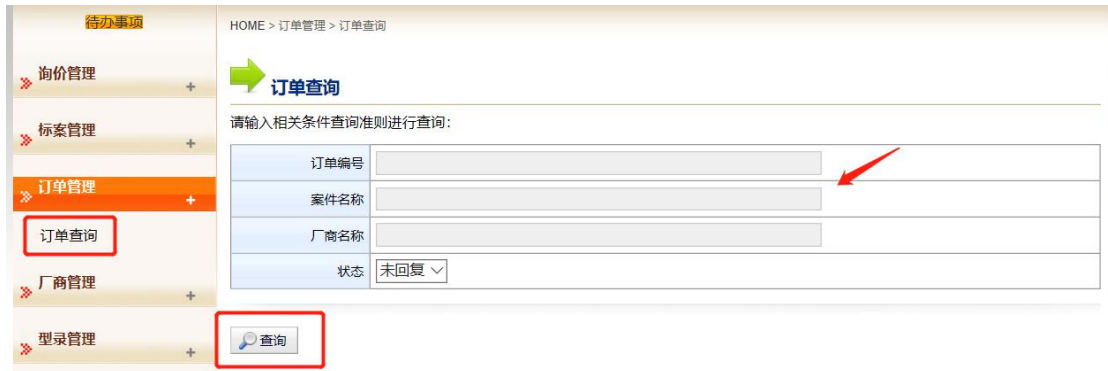 待办事项
询价管理
标案管理
订单管理
订单查询
厂商管理
型录管理
HOME > 订单管理 > 订单查询
订单查询
请输入相关条件查询准则进行查询:
订单编号
案件名称
厂商名称
状态 未回复
查询